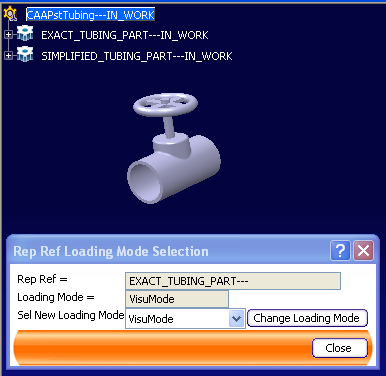 CAAPstTubing---IN_WORK
EXACT_TUBING_PART---IN_WORK
SIMPLIFIED_TUBING_PART---IN_WORK
Rep Ref Loading Mode Selection
Rep Ref = EXACT_TUBING_PART---
Loading Mode = VisuMode
Sel New Loading Mode VisuMode Change Loading Mode
Close